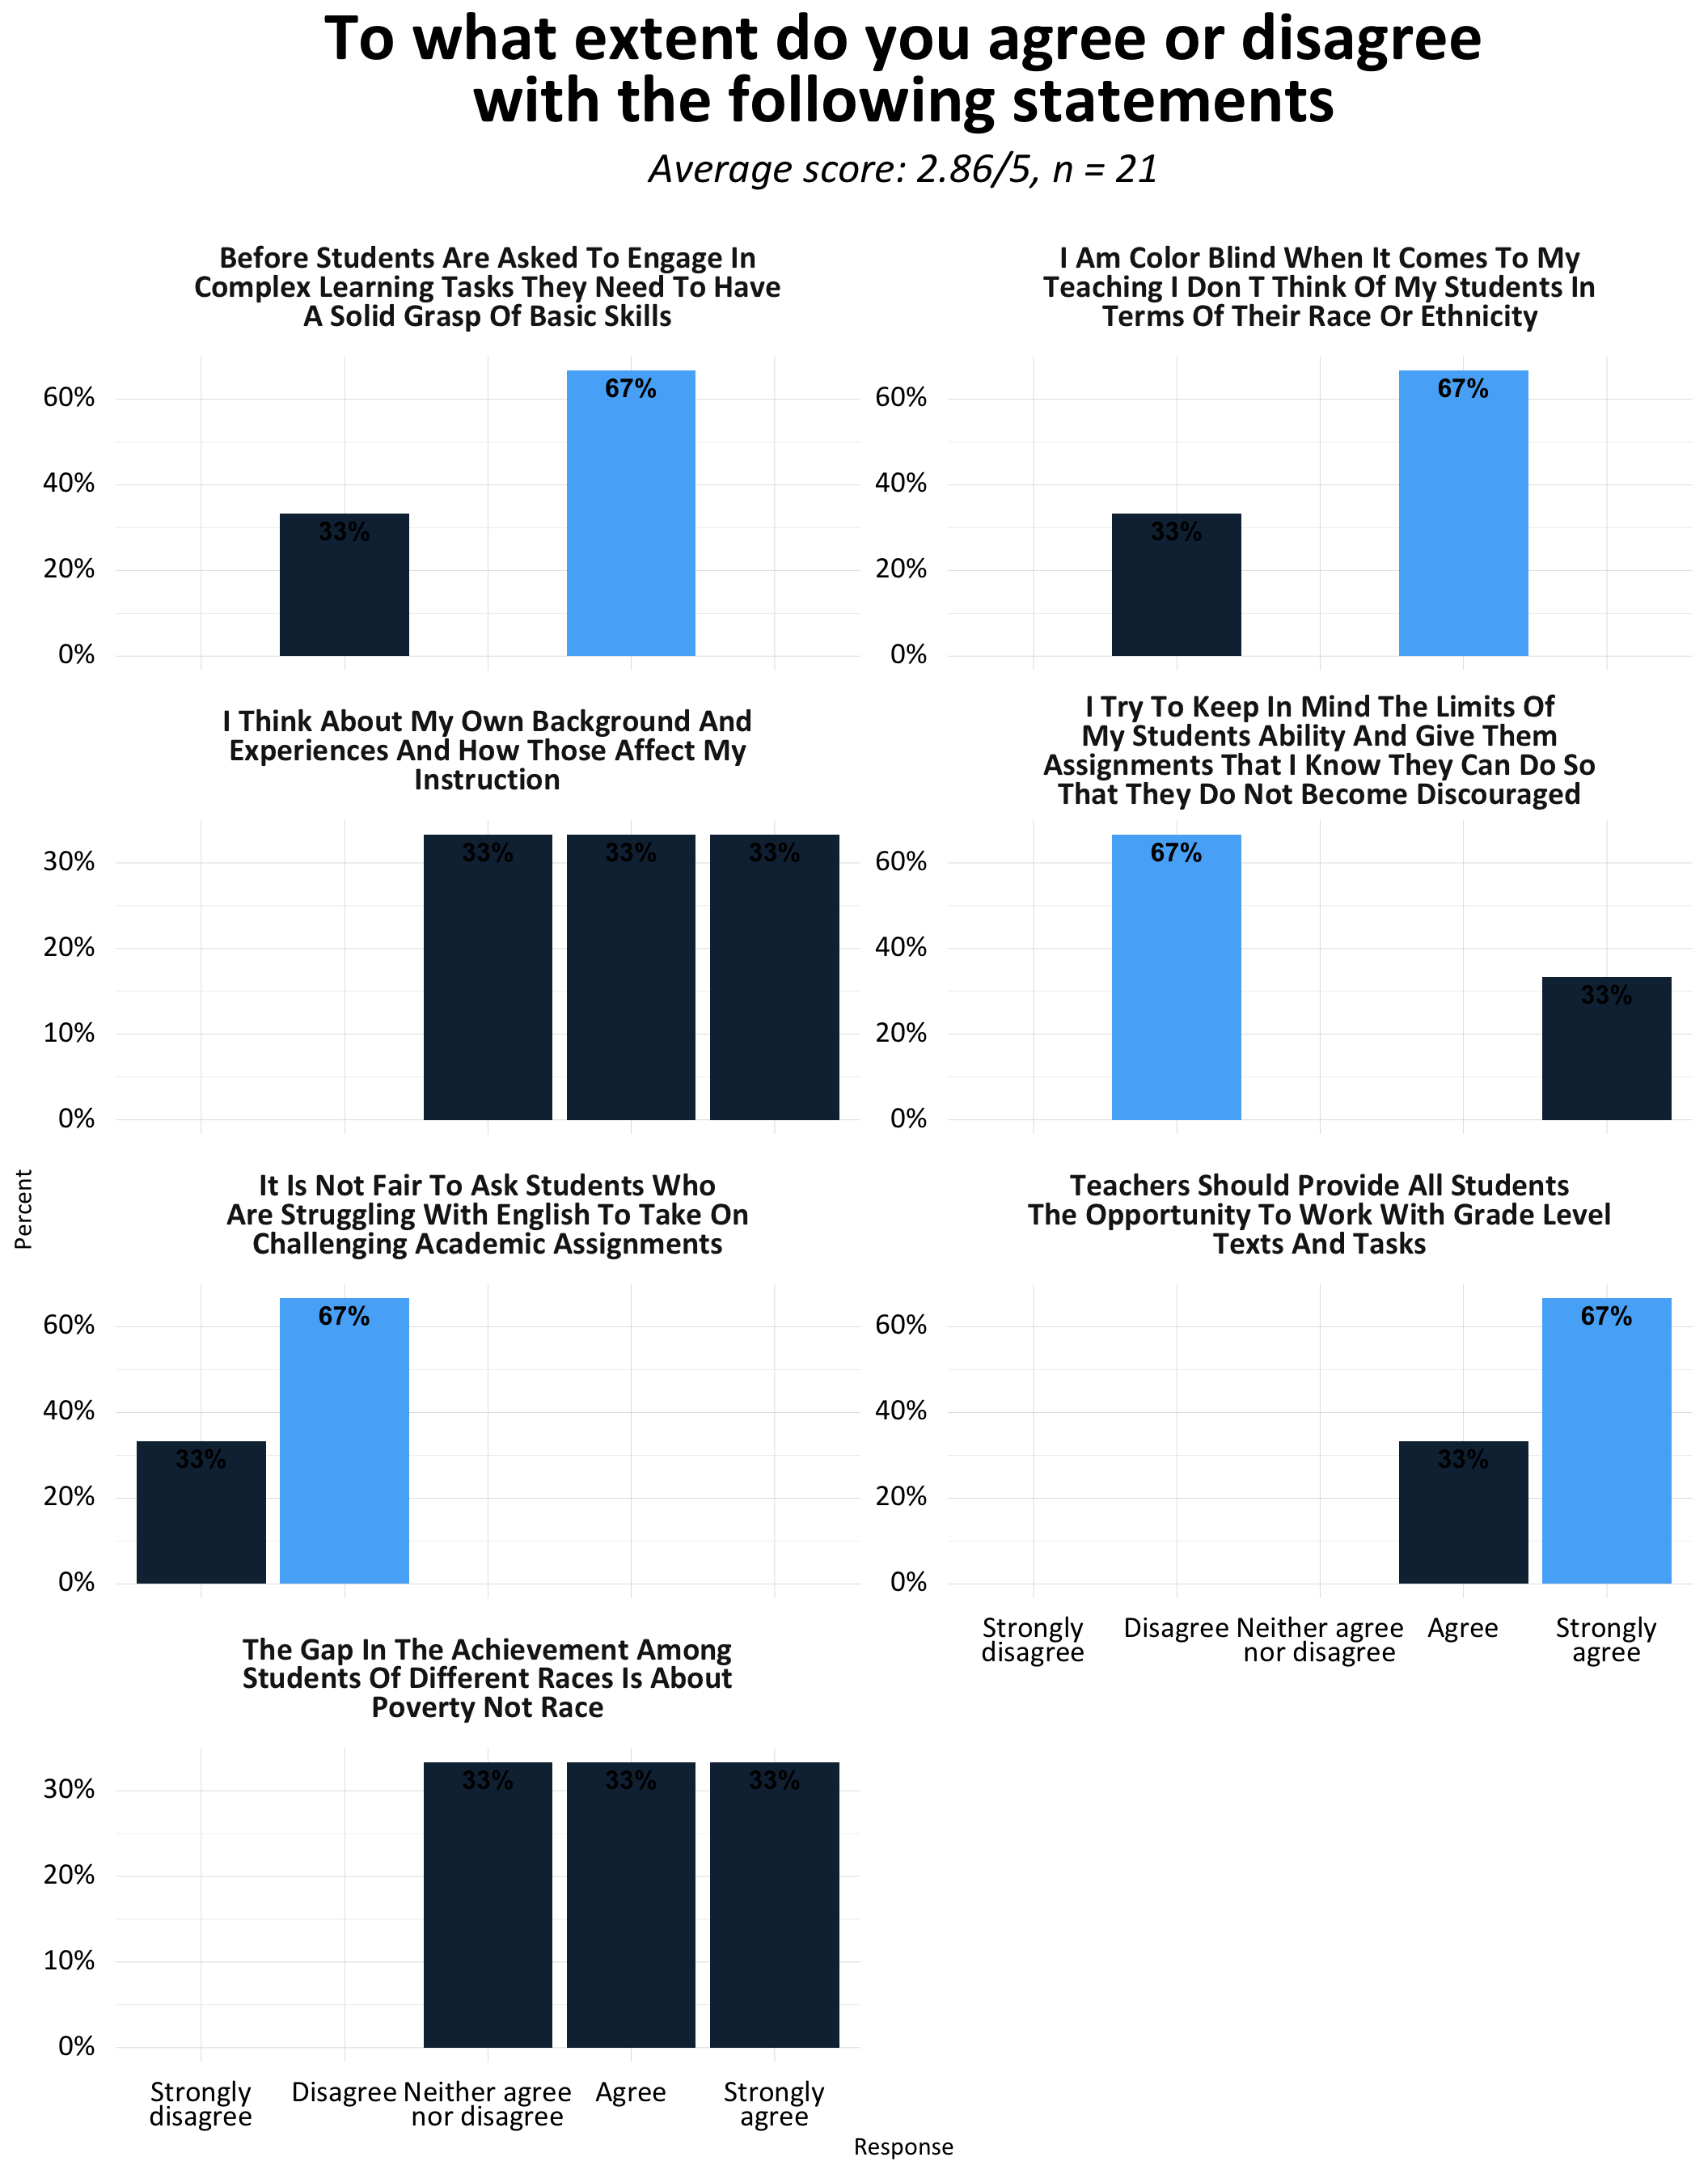 To what extent do you agree or disagree
with the following statements
Average score: 2.86/5, n = 21
Before Students Are Asked To Engage In
Complex Learning Tasks They Need To Have
A Solid Grasp Of Basic Skills
60%
40%
20%
0%
33%
67%
I Am Color Blind When It Comes To My
Teaching I Don T Think Of My Students In
Terms Of Their Race Or Ethnicity
60%
40%
20%
0%
33%
67%
I Think About My Own Background And
Experiences And How Those Affect My
Instruction
30%
20%
10%
0%
33%
33%
33%
I Try To Keep In Mind The Limits Of
My Students Ability And Give Them
Assignments That I Know They Can Do So
That They Do Not Become Discouraged
60%
40%
20%
0%
67%
33%
Percent
It Is Not Fair To Ask Students Who
Are Struggling With English To Take On
Challenging Academic Assignments
60%
40%
20%
0%
33%
67%
Teachers Should Provide All Students
The Opportunity To Work With Grade Level
Texts And Tasks
60%
40%
20%
0%
33%
67%
Strongly
disagree
Disagree
Neither agree
nor disagree
Agree
Strongly
agree
The Gap In The Achievement Among
Students Of Different Races Is About
Poverty Not Race
30%
20%
10%
0%
33%
33%
33%
Strongly
disagree
Disagree
Neither agree
nor disagree
Agree
Strongly
agree
Response